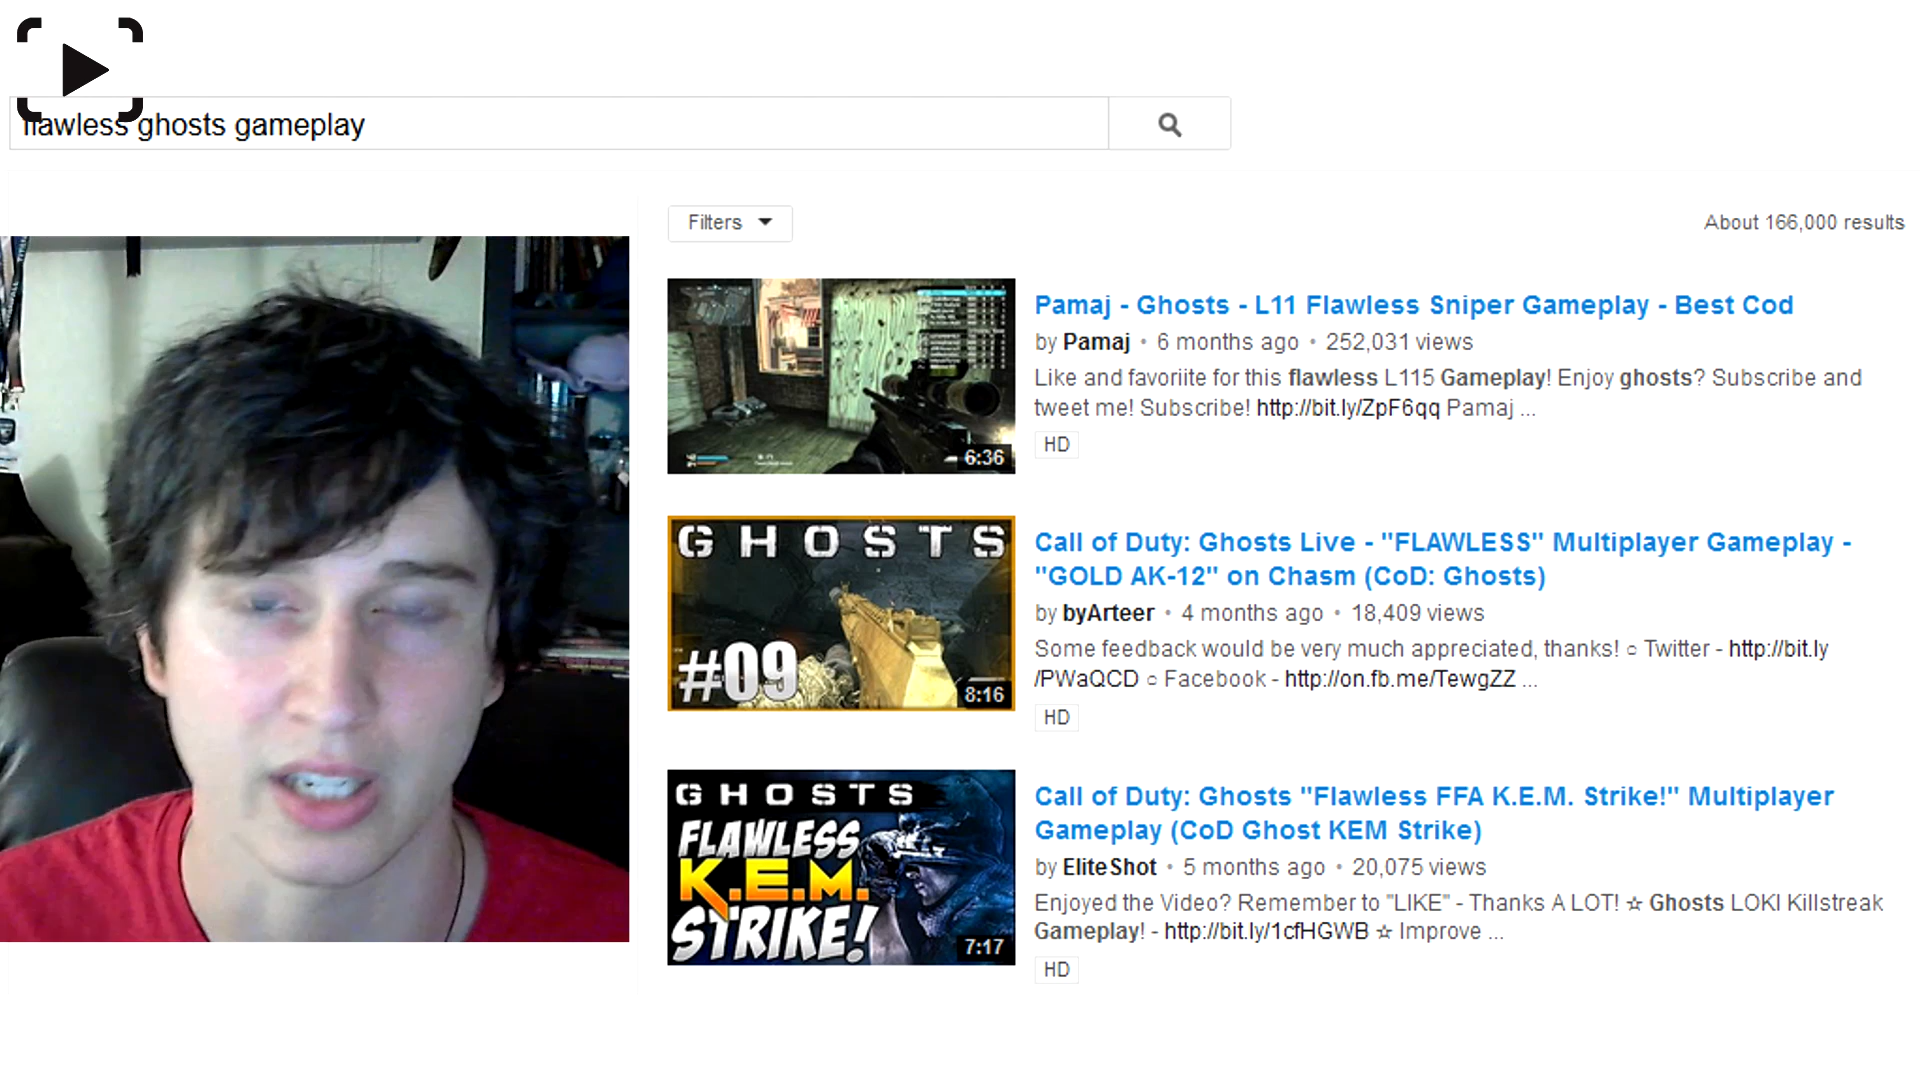 flawless ghosts gameplay
Filters
About 166,000 results
Pamaj - Ghosts - L11 Flawless Sniper Gameplay - Best Cod
by Pamaj • 6 months ago • 252,031 views
Like and favoriite for this flawless L115 Gameplay! Enjoy ghosts? Subscribe and
tweet me! Subscribe! http://bit.ly/ZpF6qq Pamaj ...
HD
6:36
GHOSTS
#09
8:16
Call of Duty: Ghosts Live - "FLAWLESS" Multiplayer Gameplay -
"GOLD AK-12" on Chasm (CoD: Ghosts)
by byArteer • 4 months ago • 18,409 views
Some feedback would be very much appreciated, thanks! ○ Twitter - http://bit.ly
/PWaQCD ○ Facebook - http://on.fb.me/TewgZZ ...
HD
GHOSTS
FLAWLESS
K.E.M.
STRIKE!
7:17
Call of Duty: Ghosts "Flawless FFA K.E.M. Strike!" Multiplayer
Gameplay (CoD Ghost KEM Strike)
by EliteShot • 5 months ago • 20,075 views
Enjoyed the Video? Remember to "LIKE" - Thanks A LOT! ☆ Ghosts LOKI Killstreak
Gameplay! - http://bit.ly/1cfHGWB ☆ Improve ...
HD